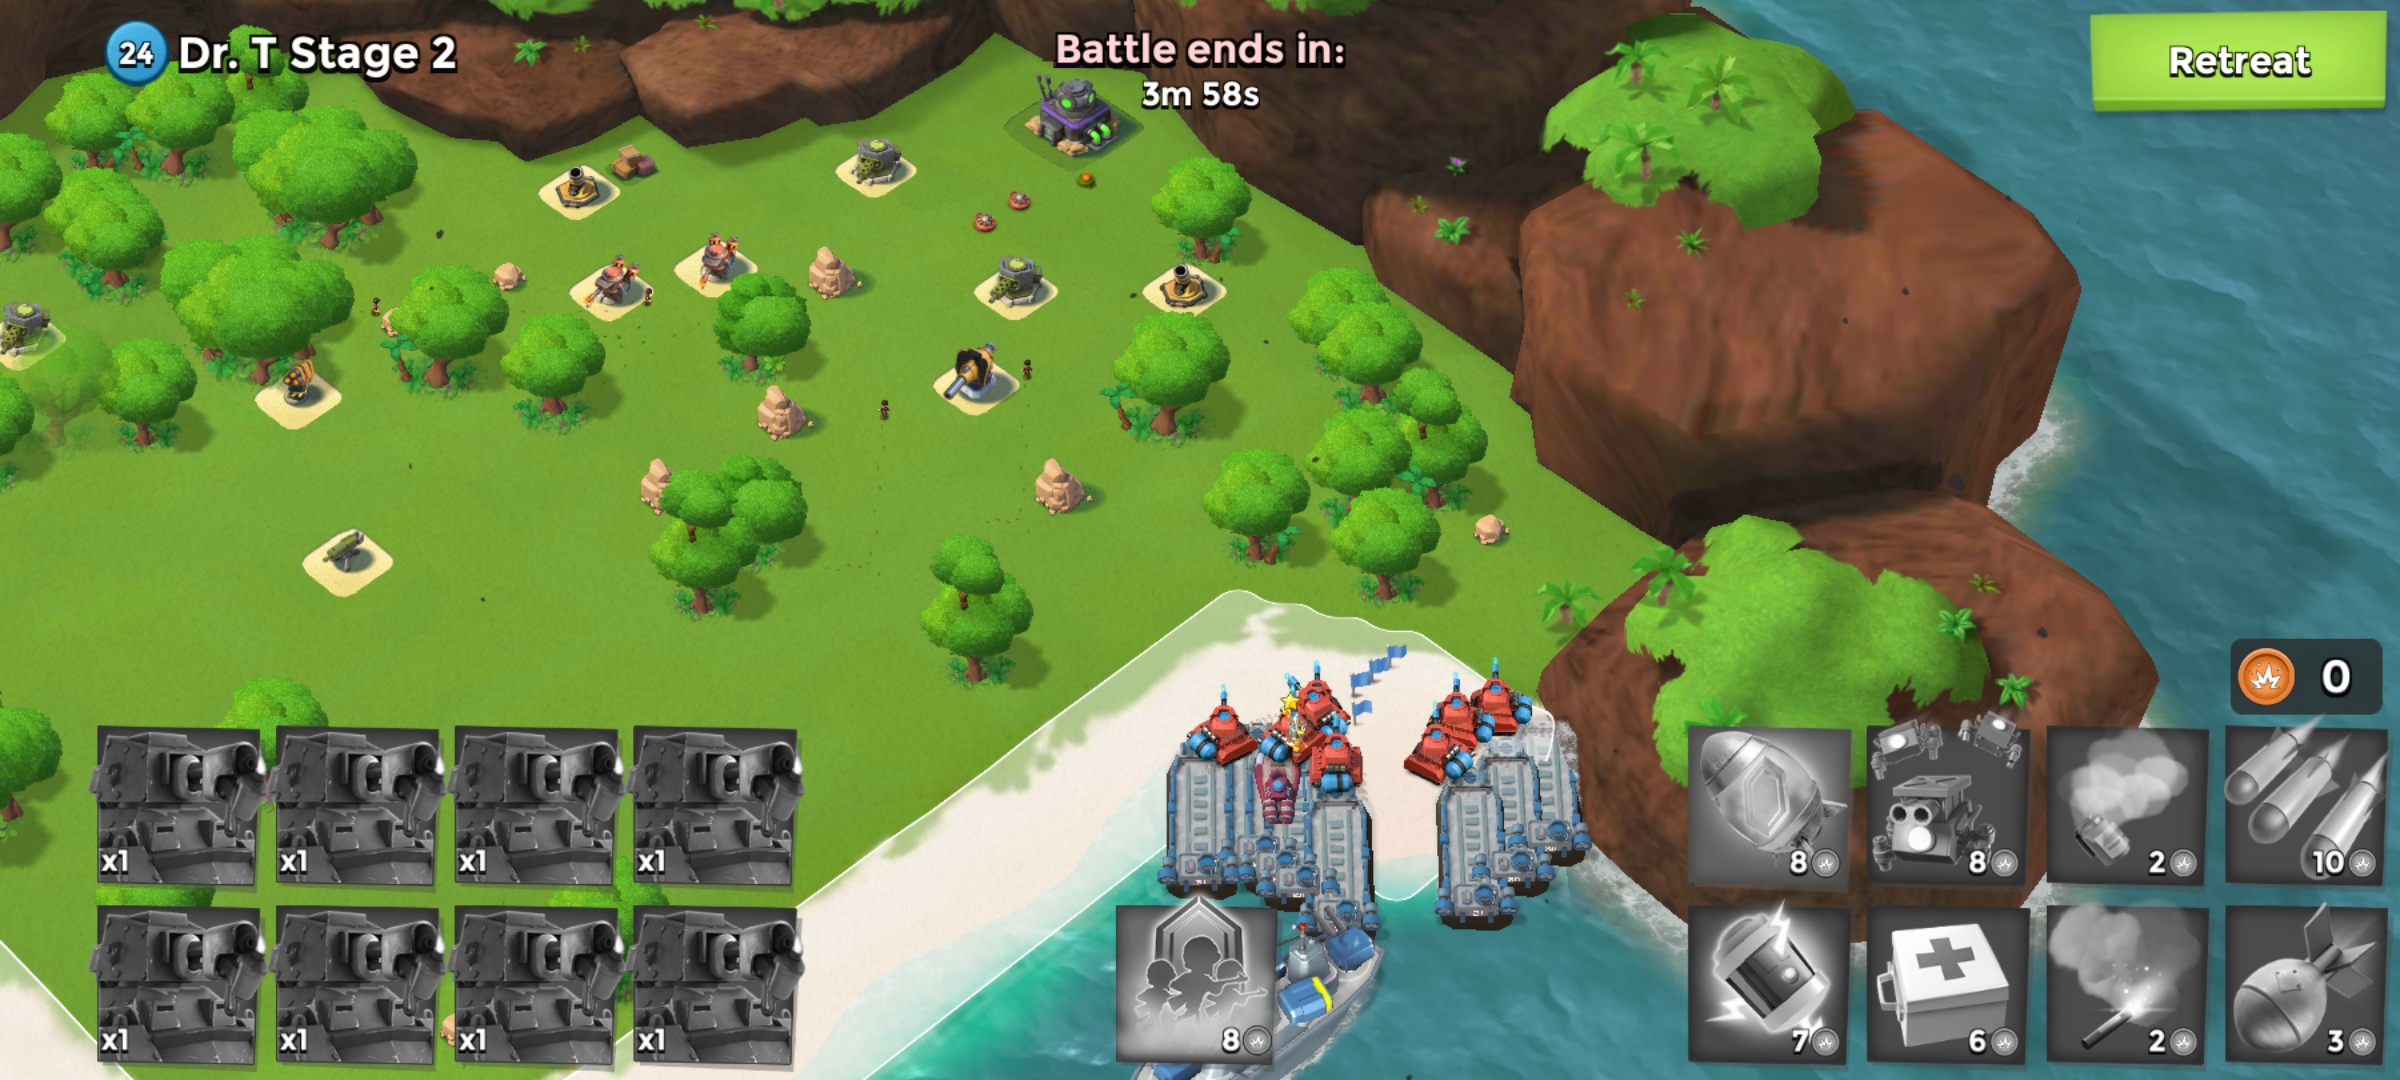 24 Dr. T Stage 2
Battle ends in:
3m 58s
Retreat
0
x1 x1 x1 x1
8 8 2 10
x1 x1 x1 x1
8
7 6 2 3